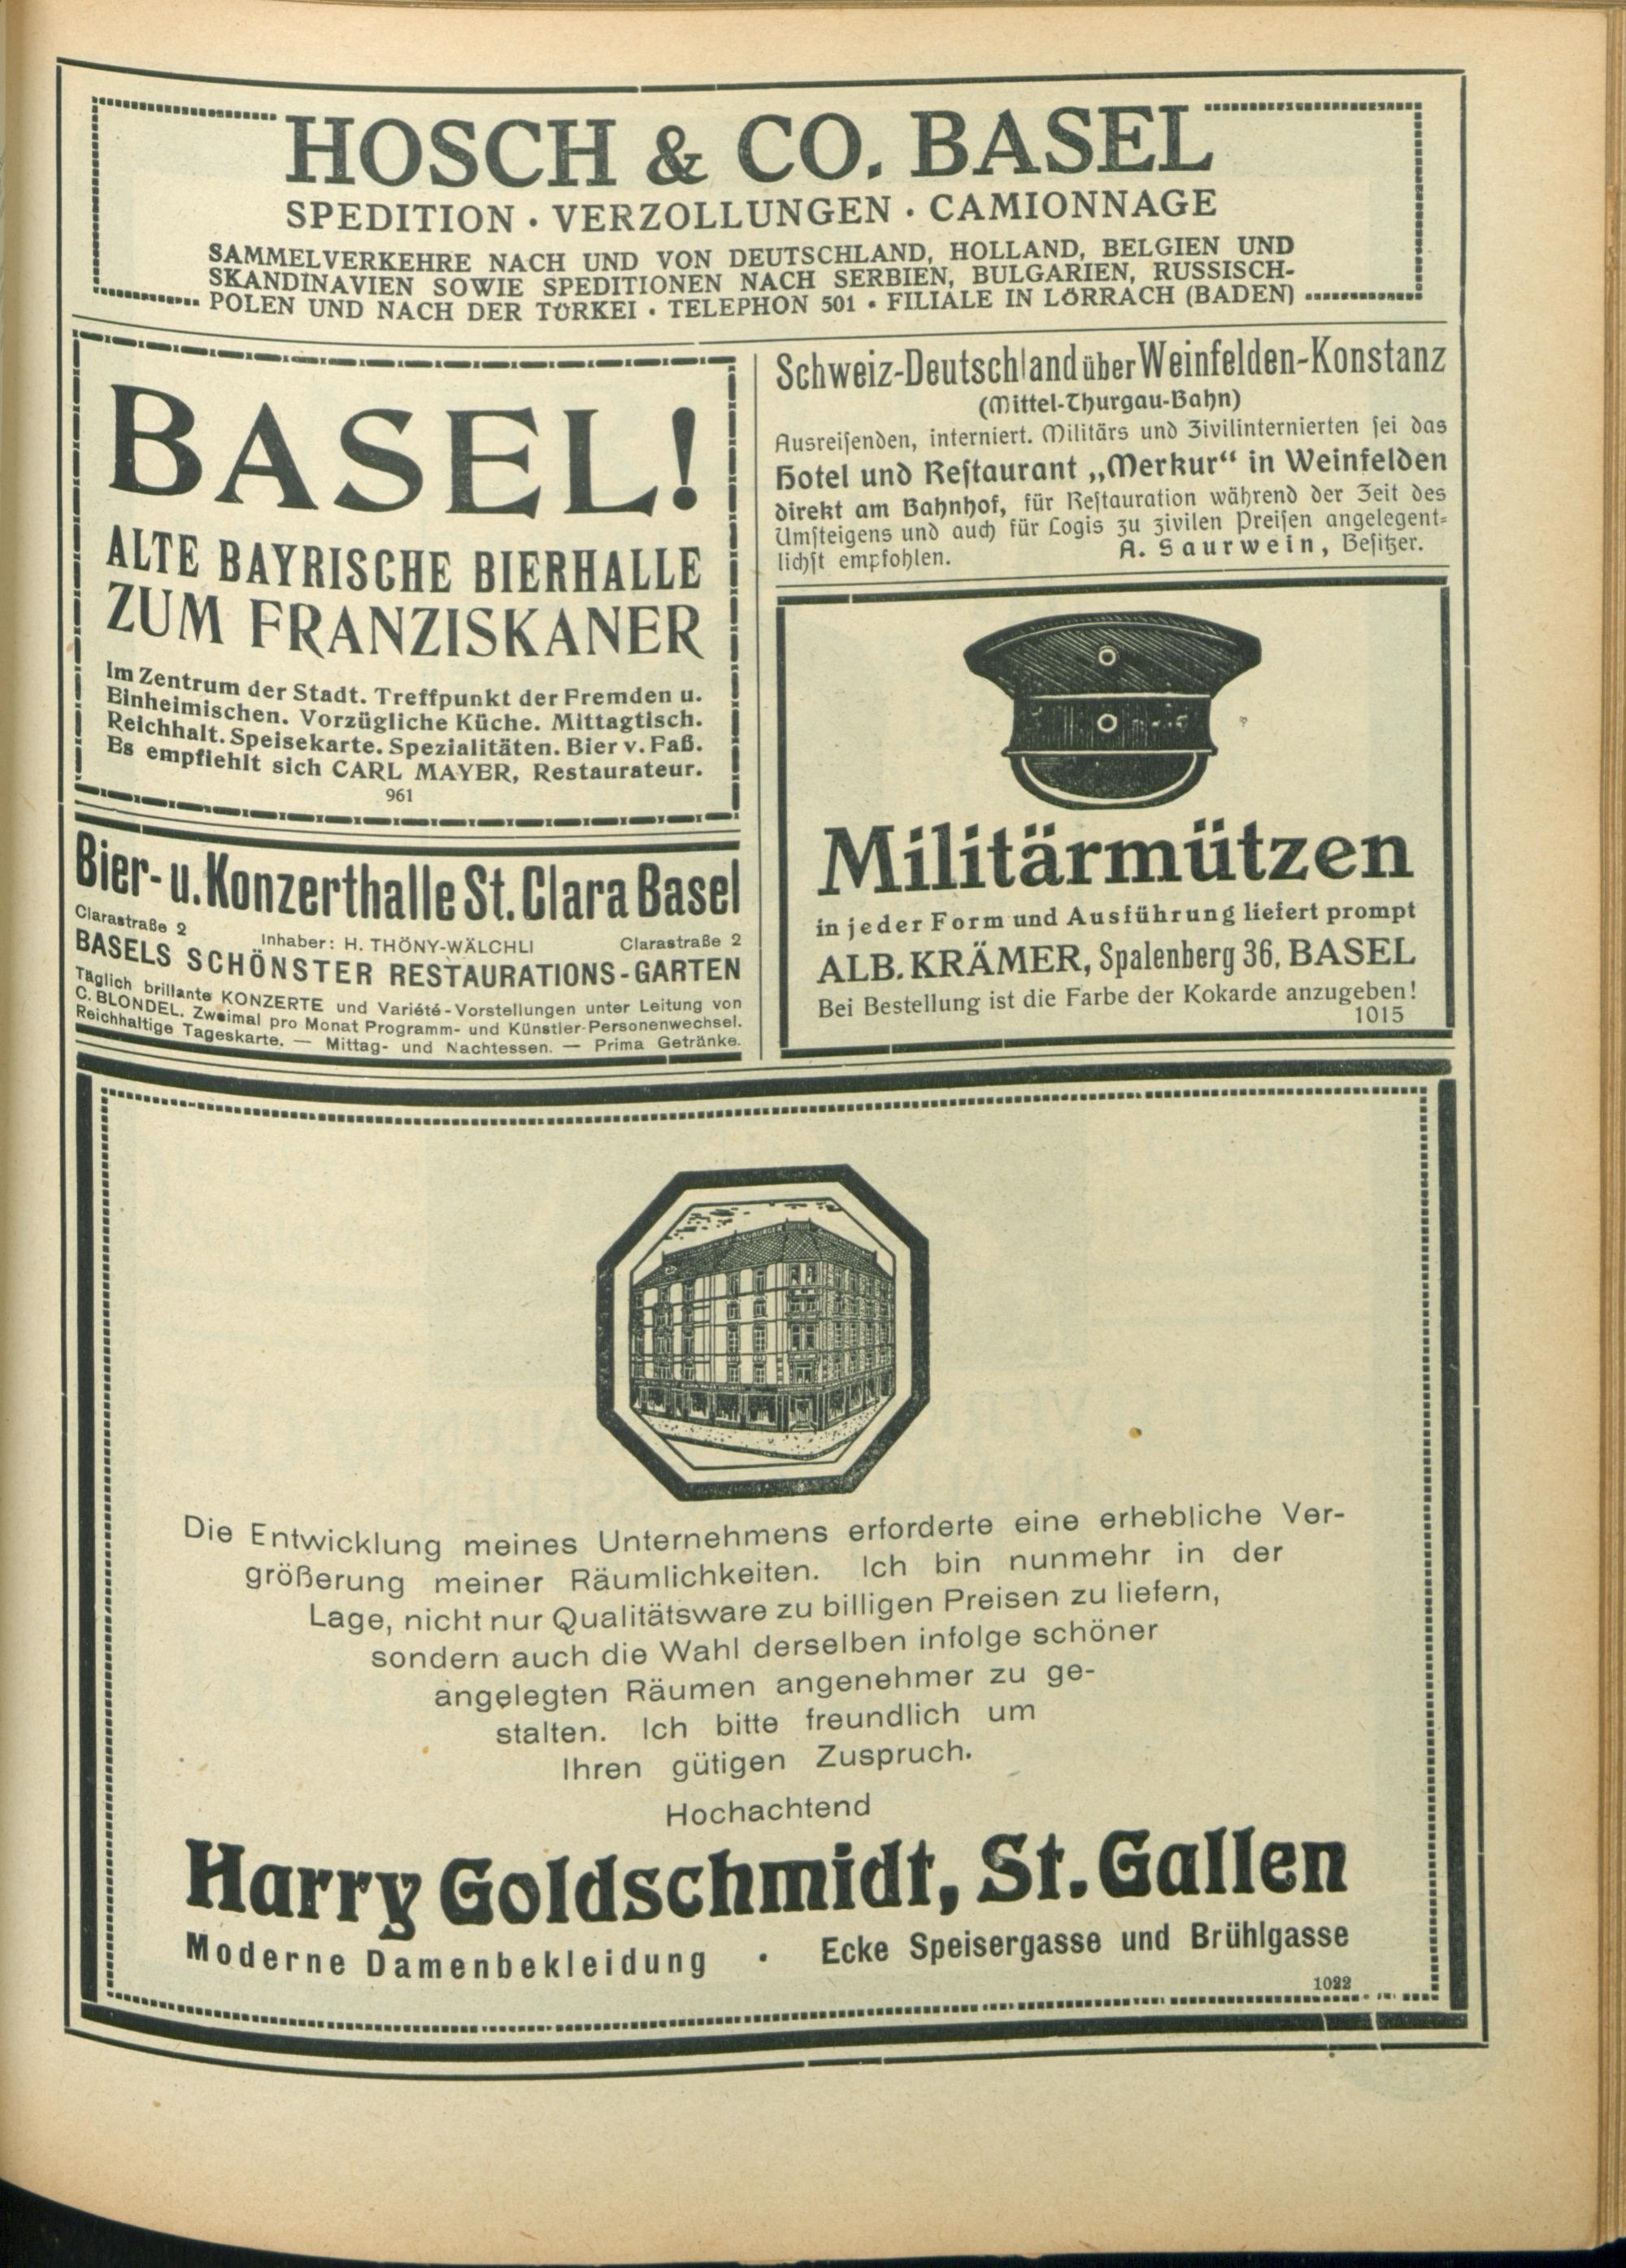 HOSCH & CO. BASEL
SPEDITION · VERZOLLUNGEN · CAMIONNAGE
SAMMELVERKEHRE NACH UND VON DEUTSCHLAND, HOLLAND, BELGIEN UND
SKANDINAVIEN SOWIE SPEDITIONEN NACH SERBIEN, BULGARIEN, RUSSISCH-
POLEN UND NACH DER TÜRKEI · TELEPHON 501 · FILIALE IN LÖRRACH (BADEN)
BASEL!
ALTE BAYRISCHE BIERHALLE
ZUM FRANZISKANER
Im Zentrum der Stadt. Treffpunkt der Fremden u.
Einheimischen. Vorzügliche Küche. Mittagtisch.
Reichhalt. Speisekarte. Spezialitäten. Bier v. Faß.
Es empfiehlt sich CARL MAYER, Restaurateur.
961
Bier- u. Konzerthalle St. Clara Basel
Clarastraße 2 Inhaber: H. THÖNY-WÄLCHLI Clarastraße 2
BASELS SCHÖNSTER RESTAURATIONS-GARTEN
Täglich brillante KONZERTE und Variété-Vorstellungen unter Leitung von
C. BLONDEL. Zweimal pro Monat Programm- und Künstler-Personenwechsel.
Reichhaltige Tageskarte. — Mittag- und Nachtessen. — Prima Getränke.
Schweiz-Deutschland über Weinfelden-Konstanz
(Mittel-Thurgau-Bahn)
Ausreisenden, interniert. Militärs und Zivilinternierten sei das
Hotel und Restaurant „Merkur“ in Weinfelden
direkt am Bahnhof, für Restauration während der Zeit des
Umsteigens und auch für Logis zu zivilen Preisen angelegent-
lichst empfohlen. A. Saurwein, Besitzer.
Militärmützen
in jeder Form und Ausführung liefert prompt
ALB. KRÄMER, Spalenberg 36, BASEL
Bei Bestellung ist die Farbe der Kokarde anzugeben!
1015
Die Entwicklung meines Unternehmens erforderte eine erhebliche Ver-
größerung meiner Räumlichkeiten. Ich bin nunmehr in der
Lage, nicht nur Qualitätsware zu billigen Preisen zu liefern,
sondern auch die Wahl derselben infolge schöner
angelegten Räumen angenehmer zu ge-
stalten. Ich bitte freundlich um
Ihren gütigen Zuspruch.
Hochachtend
Harry Goldschmidt, St. Gallen
Moderne Damenbekleidung · Ecke Speisergasse und Brühlgasse
1022